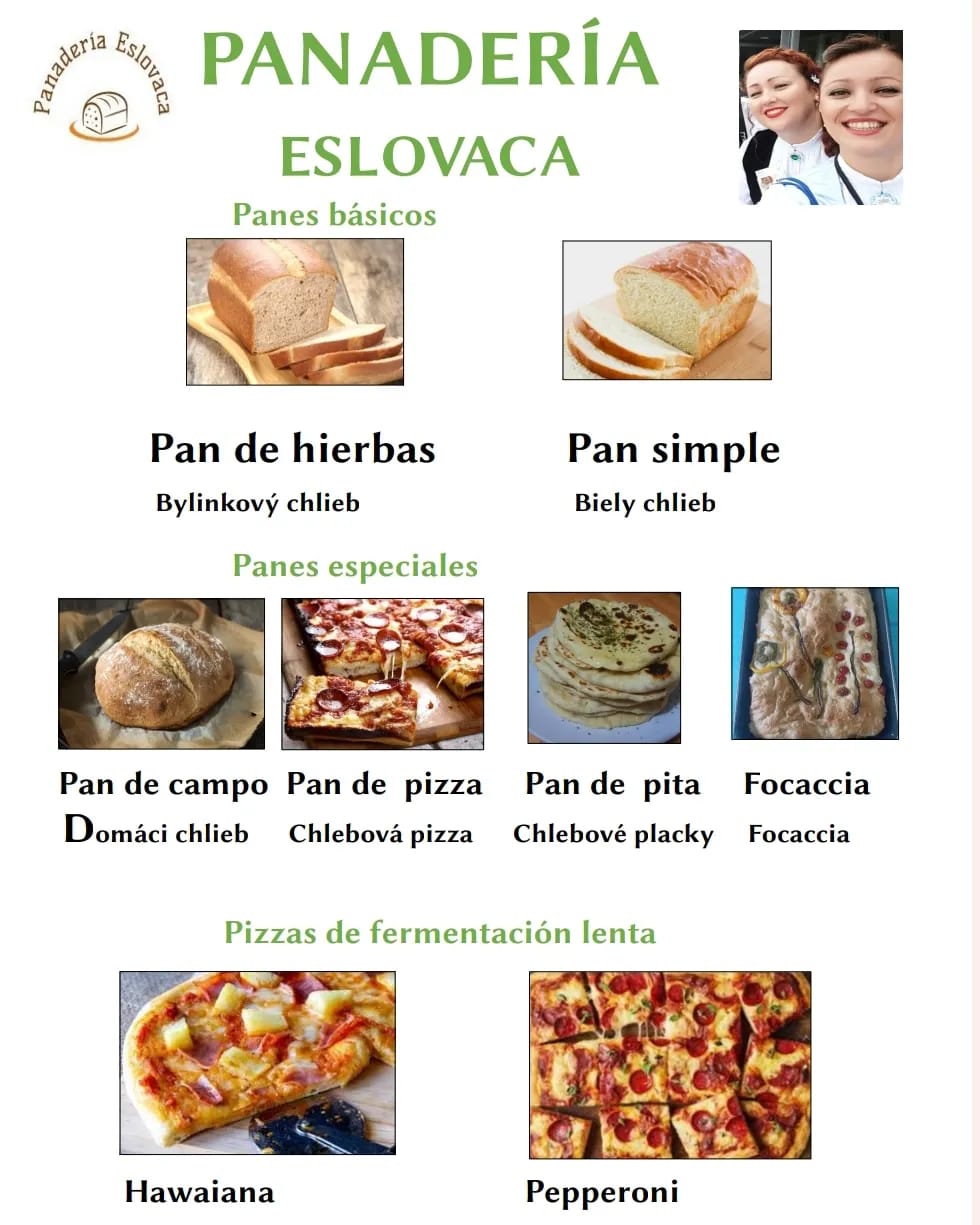 Panadería Eslovaca
PANADERÍA
ESLOVACA
Panes básicos
Pan de hierbas
Pan simple
Bylinkový chlieb
Biely chlieb
Panes especiales
Pan de campo
Pan de pizza
Pan de pita
Focaccia
Domáci chlieb
Chlebová pizza
Chlebové placky
Focaccia
Pizzas de fermentación lenta
Hawaiana
Pepperoni